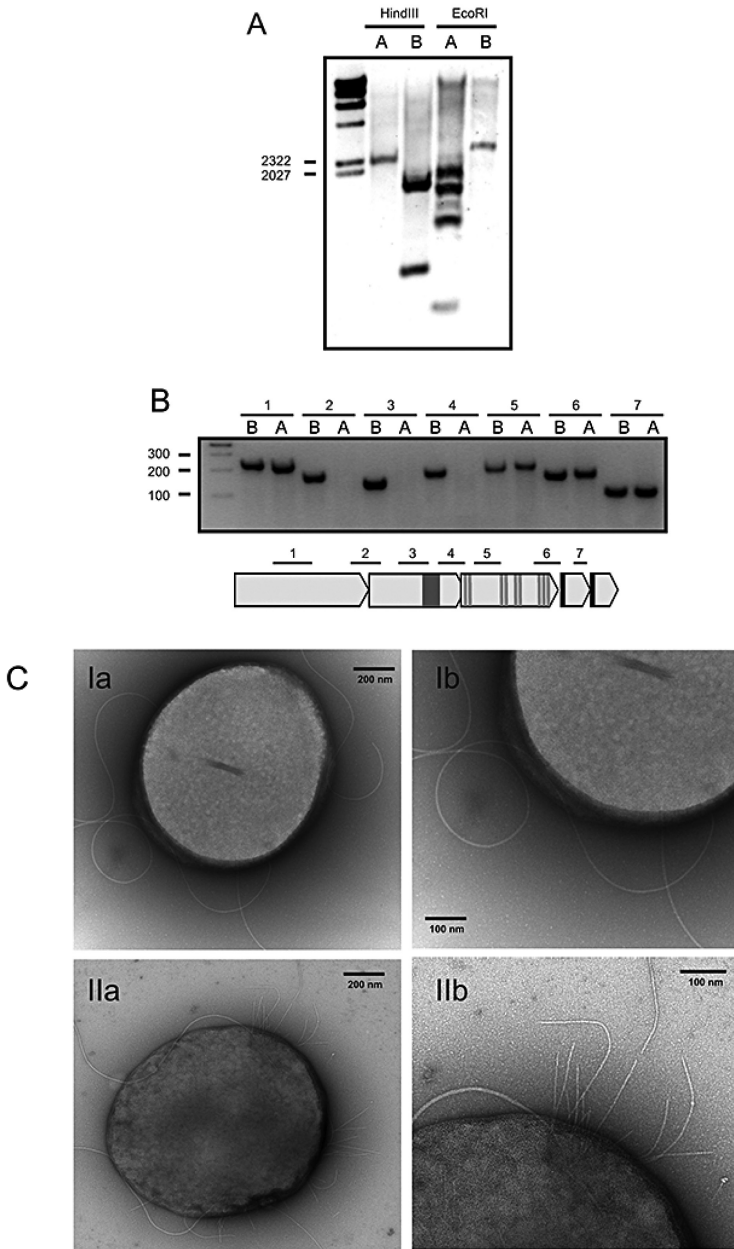 A
HindIII EcoRI
A B A B
2322
2027
B
1 2 3 4 5 6 7
B A B A B A B A B A B A B A
300
200
100
1 2 3 4 5 6 7
C
Ia
200 nm
Ib
100 nm
IIa
200 nm
IIb
100 nm